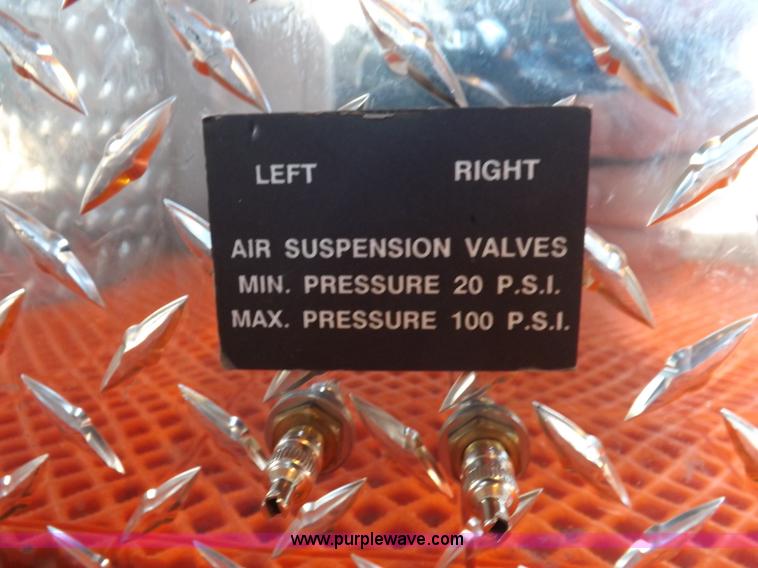 LEFT RIGHT
AIR SUSPENSION VALVES
MIN. PRESSURE 20 P.S.I.
MAX. PRESSURE 100 P.S.I.
www.purplewave.com